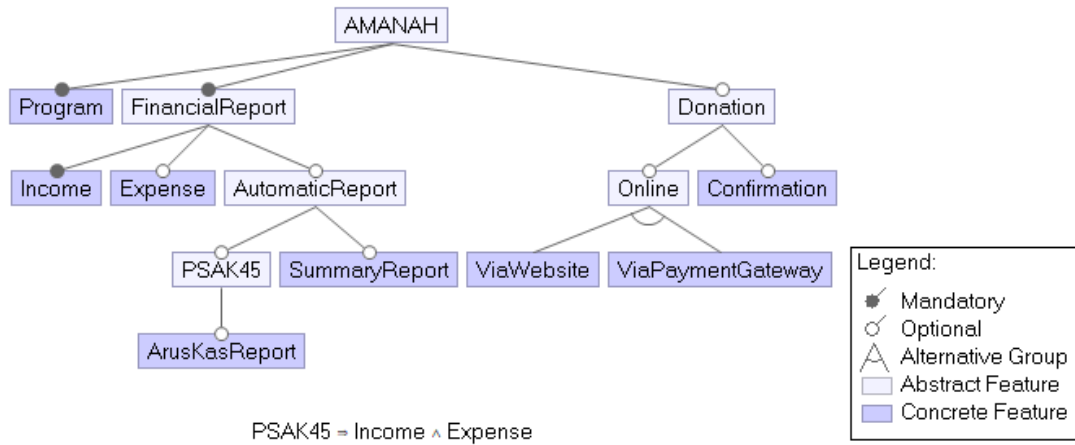 AMANAH
Program FinancialReport Donation
Income Expense AutomaticReport Online Confirmation
PSAK45 SummaryReport ViaWebsite ViaPaymentGateway
ArusKasReport
PSAK45 ⇒ Income ∧ Expense
Legend:
Mandatory
Optional
Alternative Group
Abstract Feature
Concrete Feature